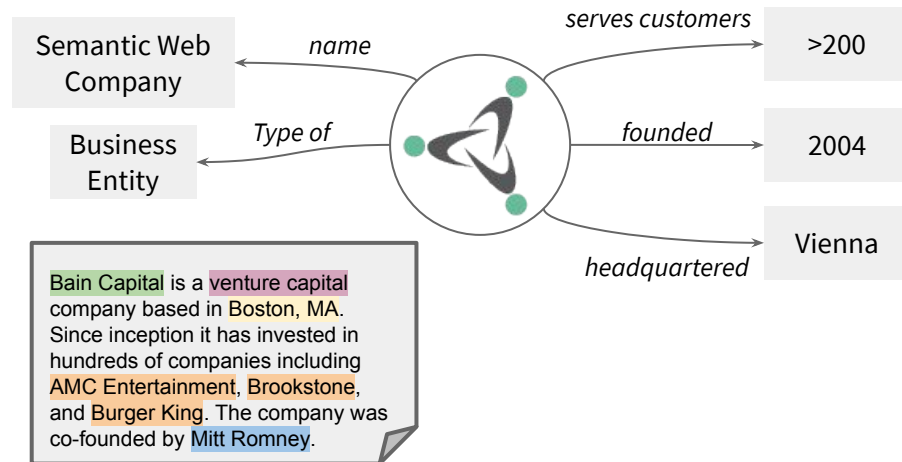 serves customers
Semantic Web
Company
name
>200
Type of
Business
Entity
founded
2004
headquartered
Vienna
Bain Capital is a venture capital
company based in Boston, MA.
Since inception it has invested in
hundreds of companies including
AMC Entertainment, Brookstone,
and Burger King. The company was
co-founded by Mitt Romney.